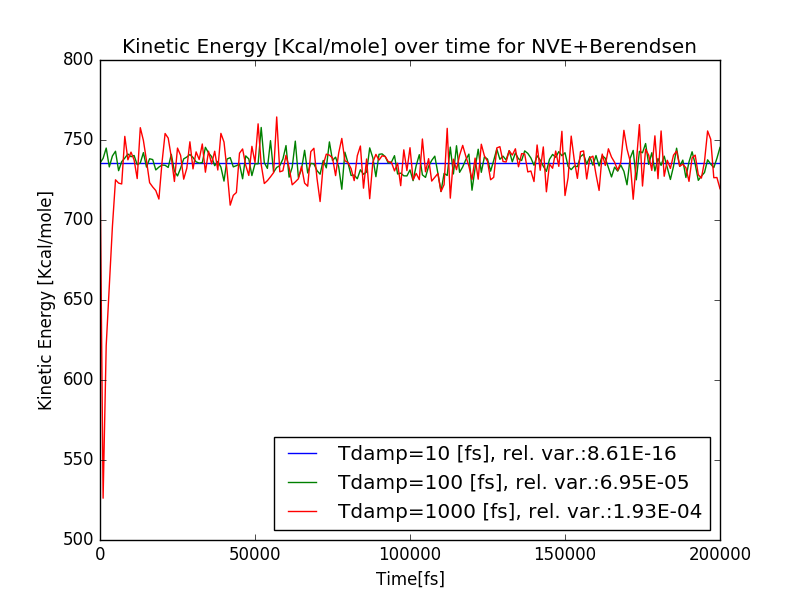 Kinetic Energy [Kcal/mole] over time for NVE+Berendsen
800
750
700
650
600
550
500
Kinetic Energy [Kcal/mole]
Tdamp=10 [fs], rel. var.:8.61E-16
Tdamp=100 [fs], rel. var.:6.95E-05
Tdamp=1000 [fs], rel. var.:1.93E-04
0 50000 100000 150000 200000
Time[fs]